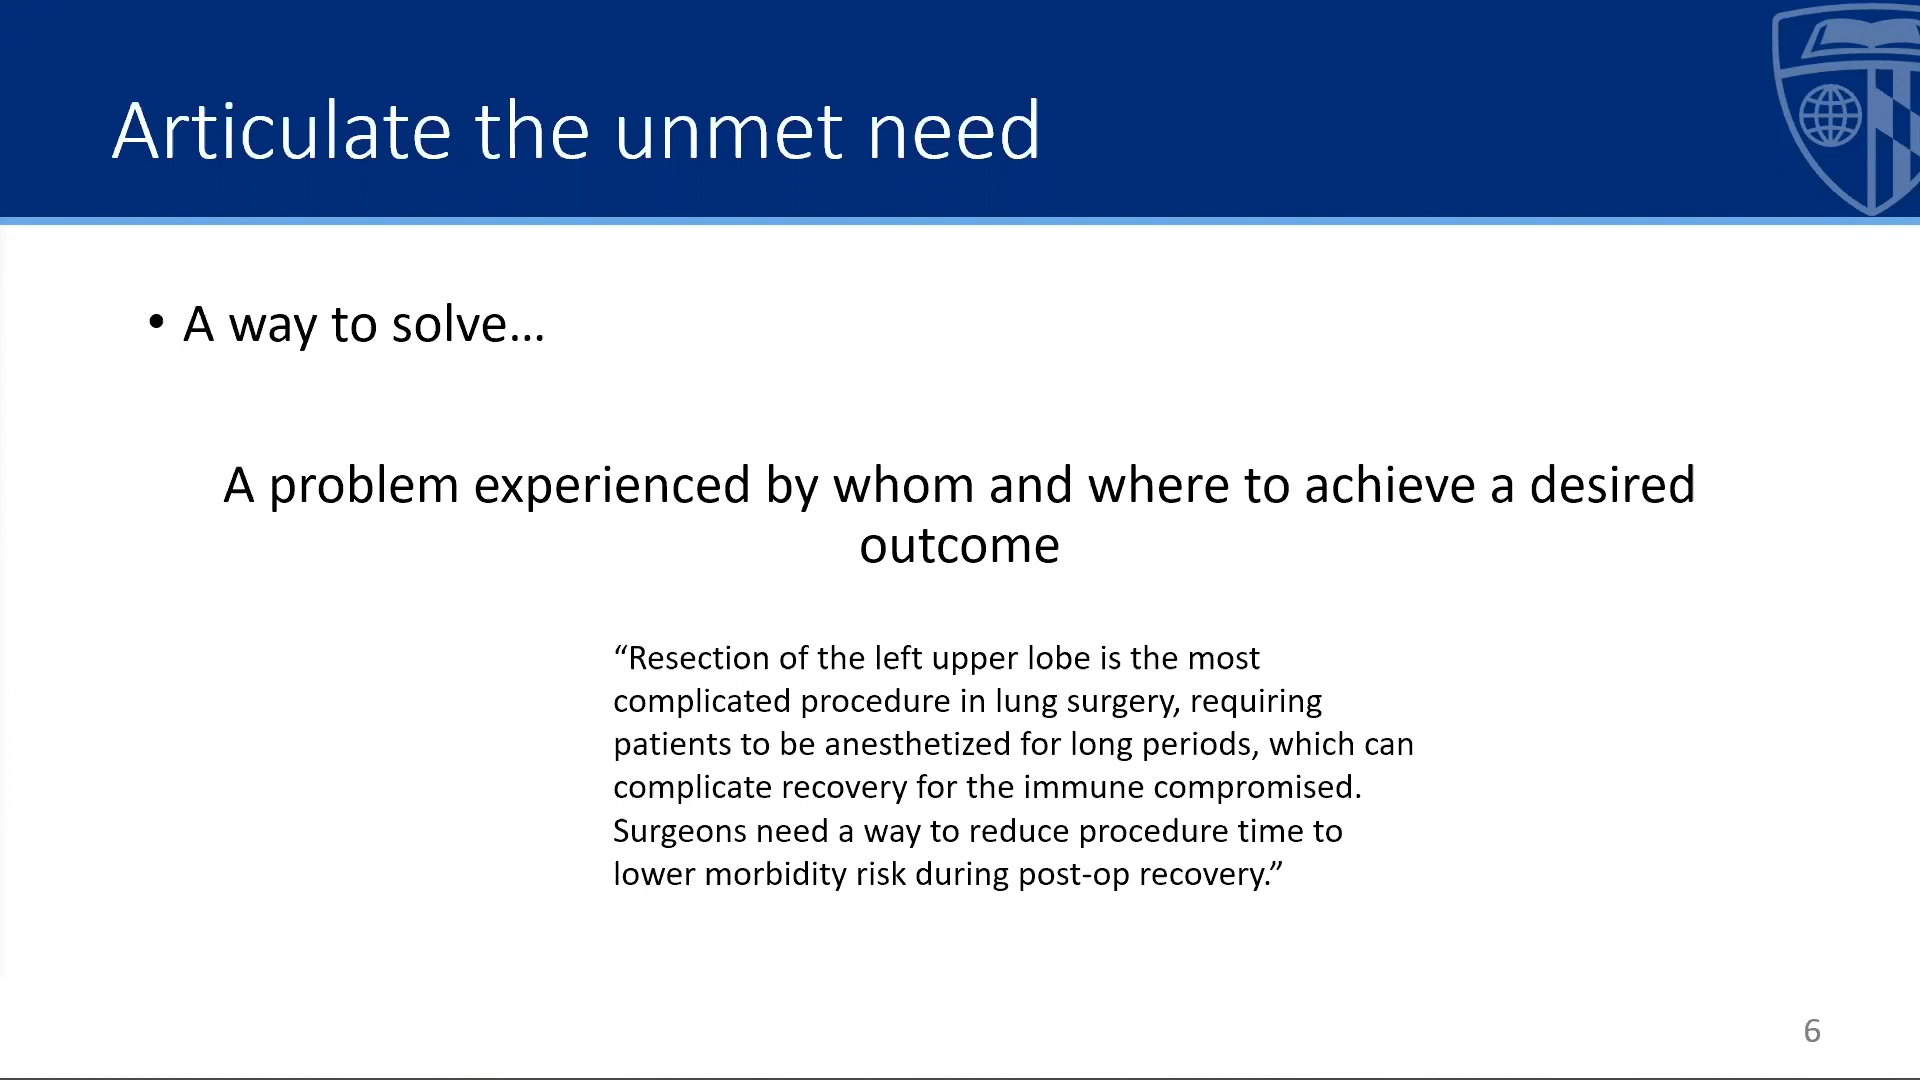 Articulate the unmet need
• A way to solve…
A problem experienced by whom and where to achieve a desired
outcome
“Resection of the left upper lobe is the most
complicated procedure in lung surgery, requiring
patients to be anesthetized for long periods, which can
complicate recovery for the immune compromised.
Surgeons need a way to reduce procedure time to
lower morbidity risk during post-op recovery.”
6